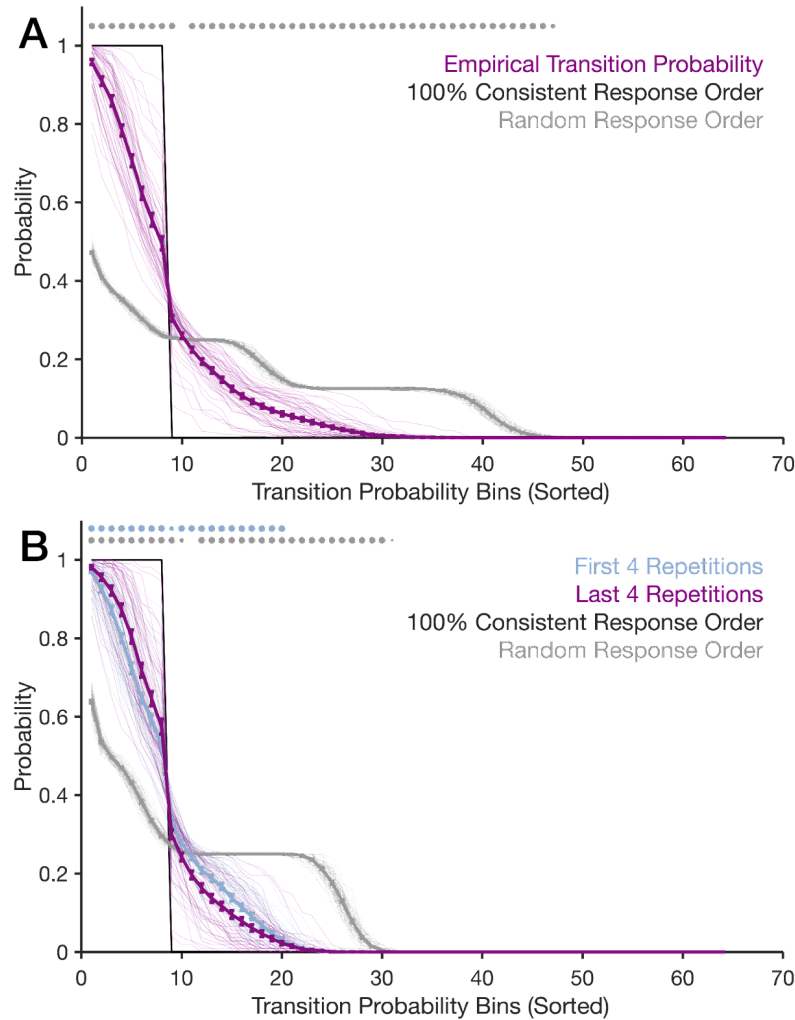 A
Empirical Transition Probability
100% Consistent Response Order
Random Response Order
Probability
1
0.8
0.6
0.4
0.2
0
0 10 20 30 40 50 60 70
Transition Probability Bins (Sorted)
B
First 4 Repetitions
Last 4 Repetitions
100% Consistent Response Order
Random Response Order
Probability
1
0.8
0.6
0.4
0.2
0
0 10 20 30 40 50 60 70
Transition Probability Bins (Sorted)